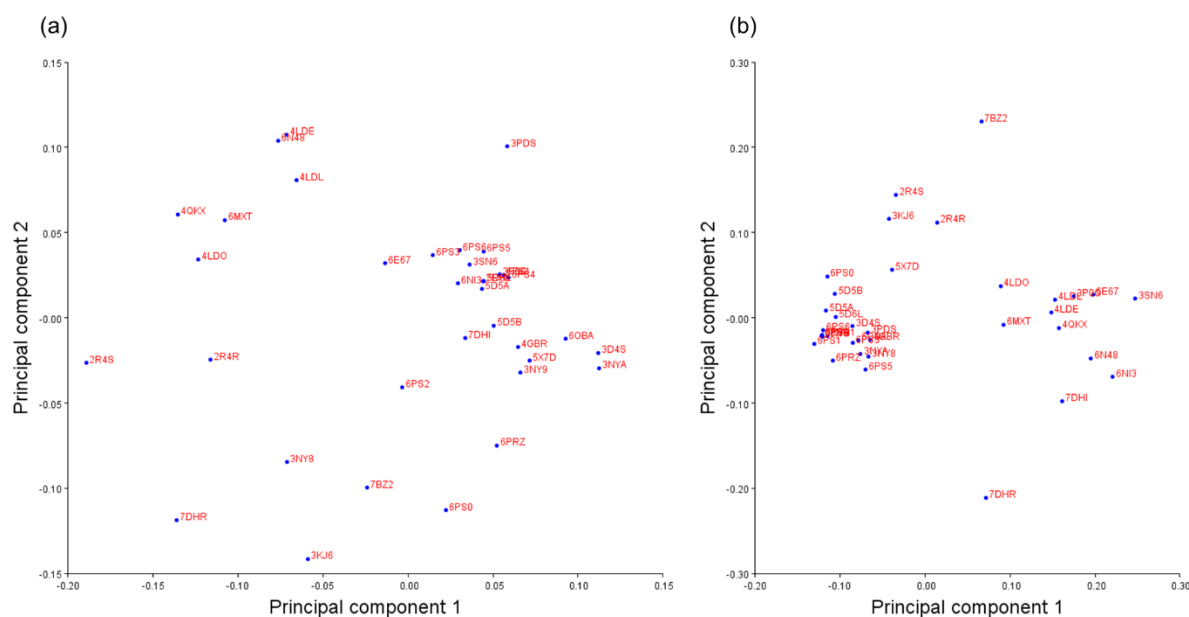 (a)
0.15
4LDE
6N48
0.10
3PDS
4LDL
4QKX
6MXT
0.05
4LDO
6E67
6PS3
6PS5
3SN6
6PS4
6NI3
5D5A
-0.00
5D5B
7DHI
6OBA
4GBR
3D4S
2R4S
2R4R
5X7D
3NYA
3NY9
6PS2
-0.05
6PRZ
3NY8
-0.10
7BZ2
6PS0
7DHR
3KJ6
-0.15
-0.20
-0.10
0.00
0.05
0.10
0.15
Principal component 1
Principal component 2
(b)
0.30
7BZ2
0.20
2R4S
3KJ6
2R4R
0.10
5X7D
6PS0
5D5B
4LDO
6E67
3SN6
5D5A
4LDE
5D6L
-0.00
3D4S
6MXT
4QKX
3PDS
6PS1
3NYA
3NY8
6PRZ
6N48
6PS5
6NI3
7DHI
-0.10
-0.20
7DHR
-0.30
-0.20
-0.10
0.00
0.10
0.20
0.30
Principal component 1
Principal component 2